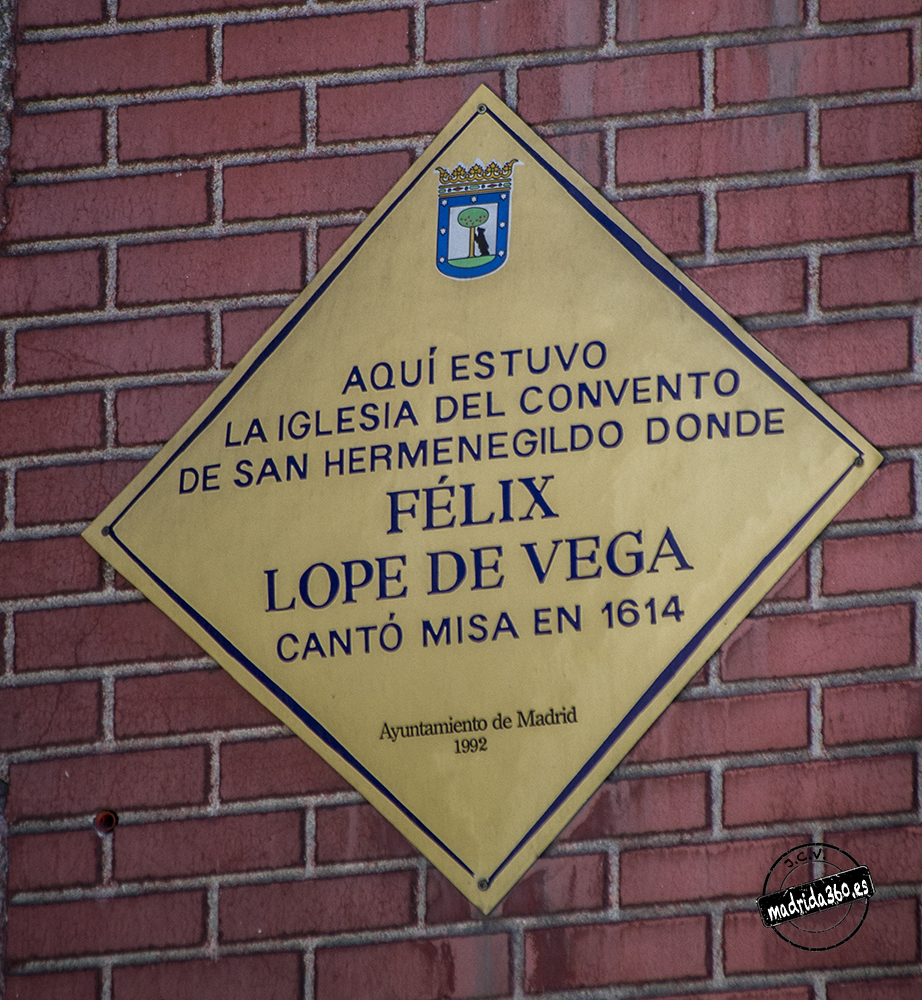 AQUÍ ESTUVO
LA IGLESIA DEL CONVENTO
DE SAN HERMENEGILDO DONDE
FÉLIX
LOPE DE VEGA
CANTÓ MISA EN 1614
Ayuntamiento de Madrid
1992
J.C.V.
madrida360.es